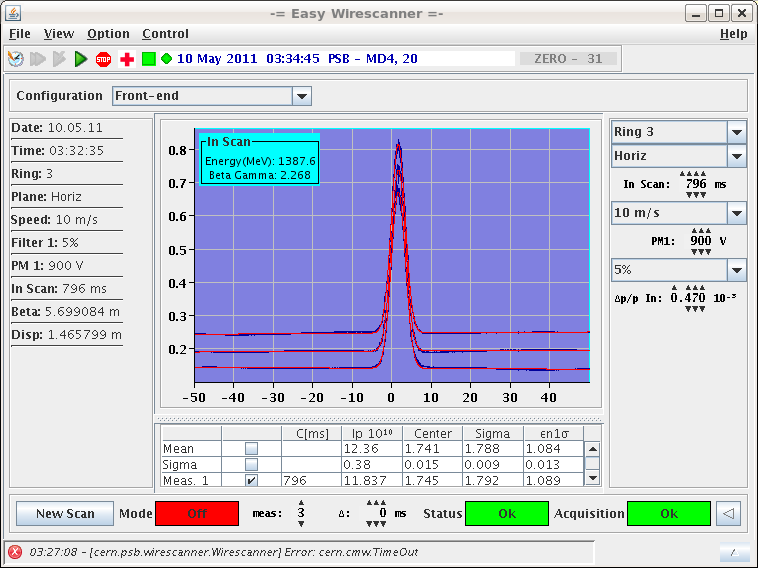 -= Easy Wirescanner =-
File View Option Control Help
STOP 10 May 2011 03:34:45 PSB - MD4, 20 ZERO - 31
Configuration Front-end
Date: 10.05.11
Time: 03:32:35
Ring: 3
Plane: Horiz
Speed: 10 m/s
Filter 1: 5%
PM 1: 900 V
In Scan: 796 ms
Beta: 5.699084 m
Disp: 1.465799 m
In Scan
Energy(MeV): 1387.6
Beta Gamma: 2.268
0.8
0.7
0.6
0.5
0.4
0.3
0.2
-50 -40 -30 -20 -10 0 10 20 30 40
Ring 3
Horiz
In Scan: 796 ms
10 m/s
PM1: 900 V
5%
Δp/p In: 0.470 10⁻³
C[ms] Ip 10¹⁰ Center Sigma εn1σ
Mean 12.36 1.741 1.788 1.084
Sigma 0.38 0.015 0.009 0.013
Meas. 1 796 11.837 1.745 1.792 1.089
New Scan Mode Off meas: 3 Δ: 0 ms Status Ok Acquisition Ok
03:27:08 - [cern.psb.wirescanner.Wirescanner] Error: cern.cmw.TimeOut